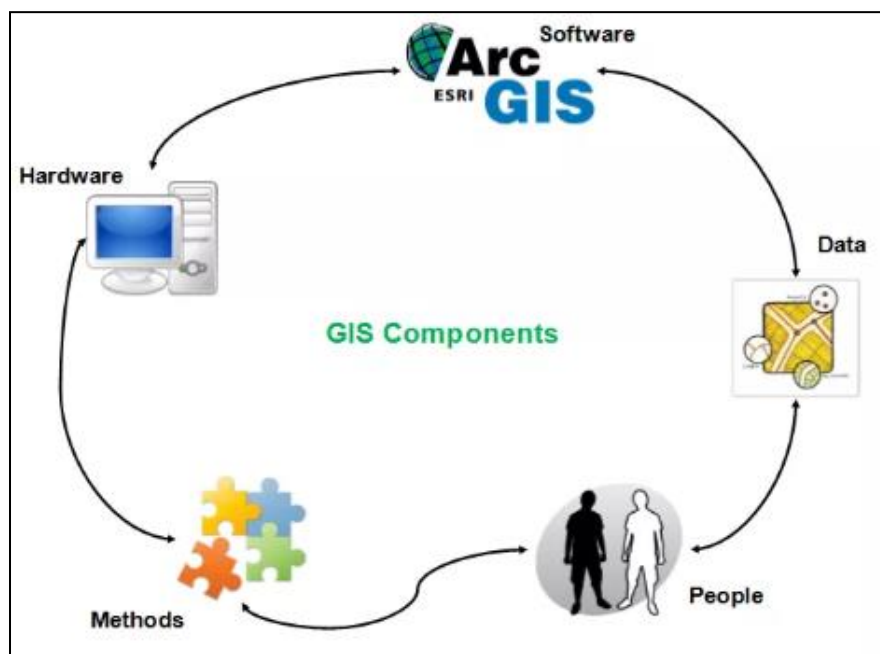 Software
Arc
ESRI GIS
Hardware
Data
GIS Components
Methods
People